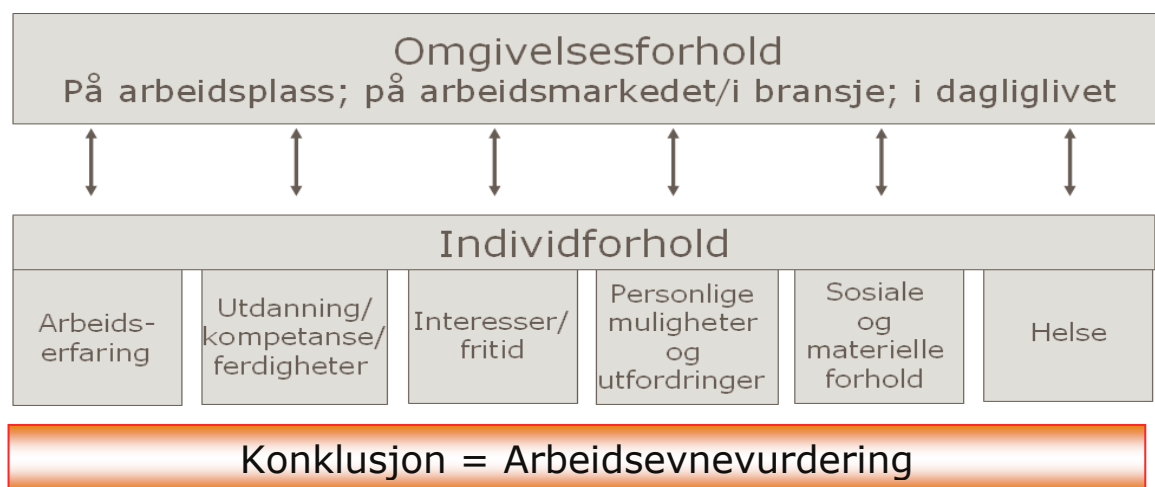 Omgivelsesforhold
På arbeidsplass; på arbeidsmarkedet/i bransje; i dagliglivet
Individforhold
Arbeids-
erfaring
Utdanning/
kompetanse/
ferdigheter
Interesser/
fritid
Personlige
muligheter
og
utfordringer
Sosiale
og
materielle
forhold
Helse
Konklusjon = Arbeidsevnevurdering